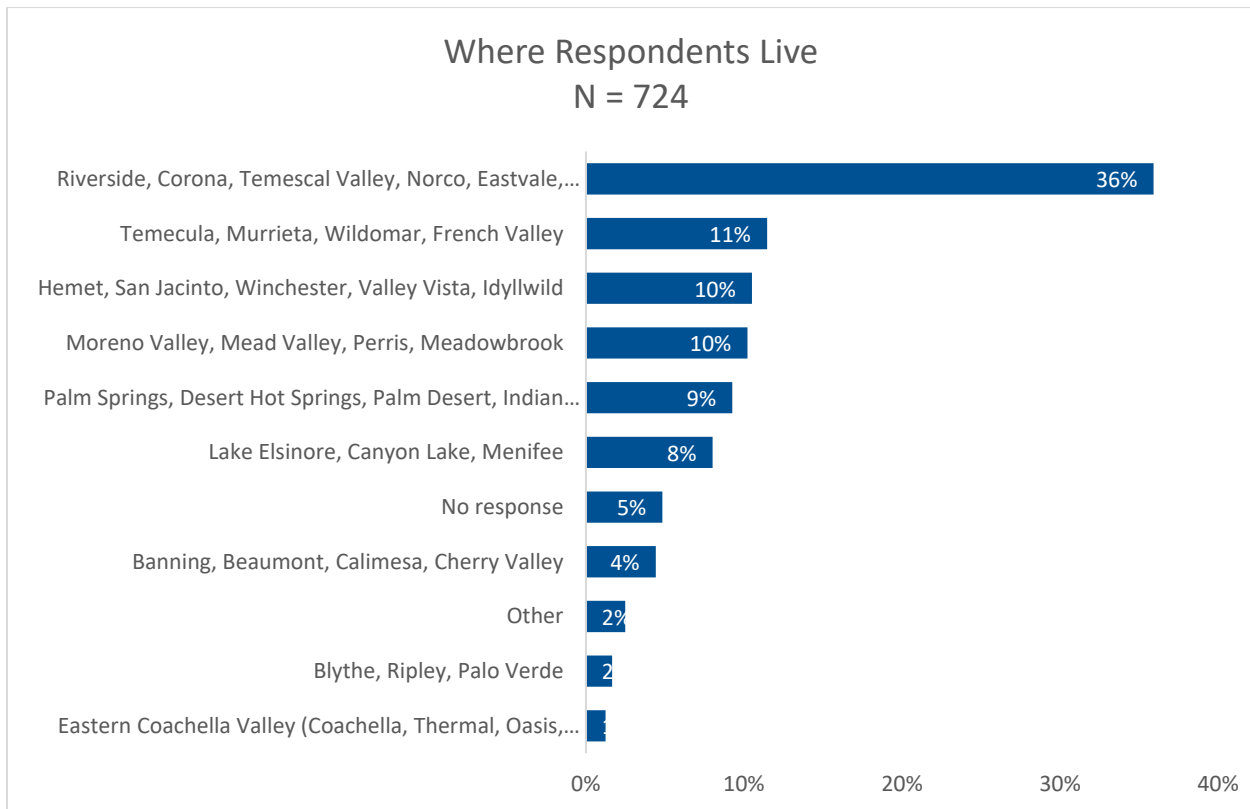 Where Respondents Live
N = 724
Riverside, Corona, Temescal Valley, Norco, Eastvale,... 36%
Temecula, Murrieta, Wildomar, French Valley 11%
Hemet, San Jacinto, Winchester, Valley Vista, Idyllwild 10%
Moreno Valley, Mead Valley, Perris, Meadowbrook 10%
Palm Springs, Desert Hot Springs, Palm Desert, Indian... 9%
Lake Elsinore, Canyon Lake, Menifee 8%
No response 5%
Banning, Beaumont, Calimesa, Cherry Valley 4%
Other 2%
Blythe, Ripley, Palo Verde 2
Eastern Coachella Valley (Coachella, Thermal, Oasis,...
0% 10% 20% 30% 40%